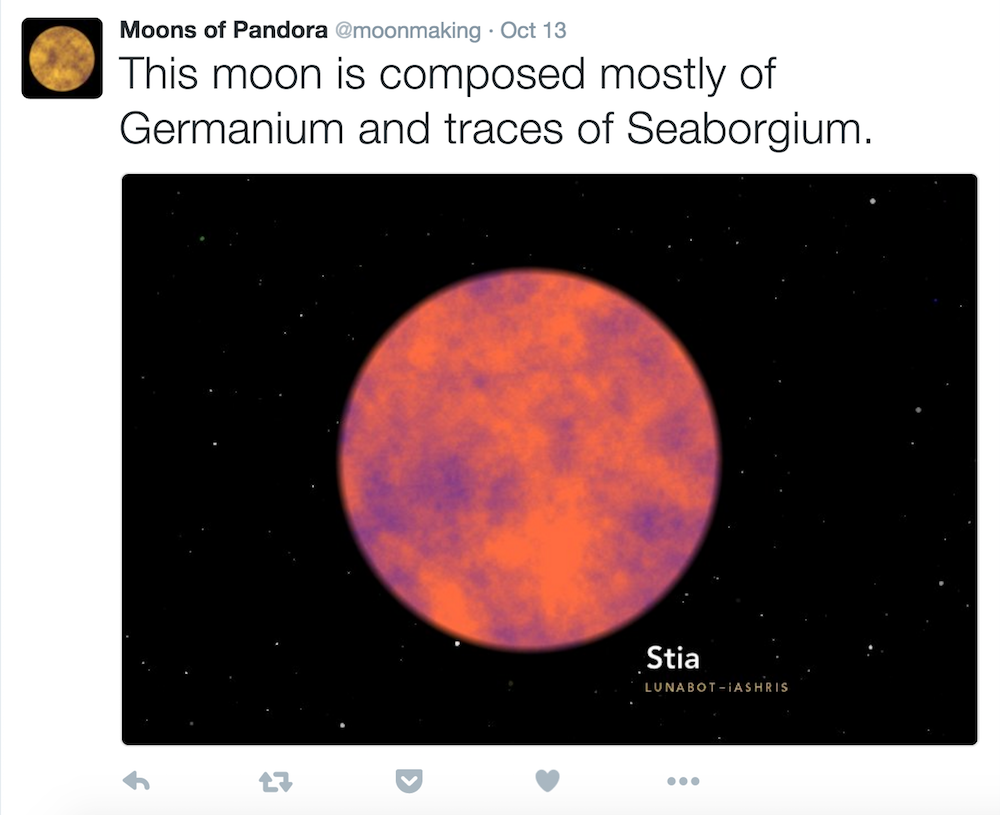 Moons of Pandora @moonmaking · Oct 13
This moon is composed mostly of
Germanium and traces of Seaborgium.
Stia
LUNABOT-iASHRIS